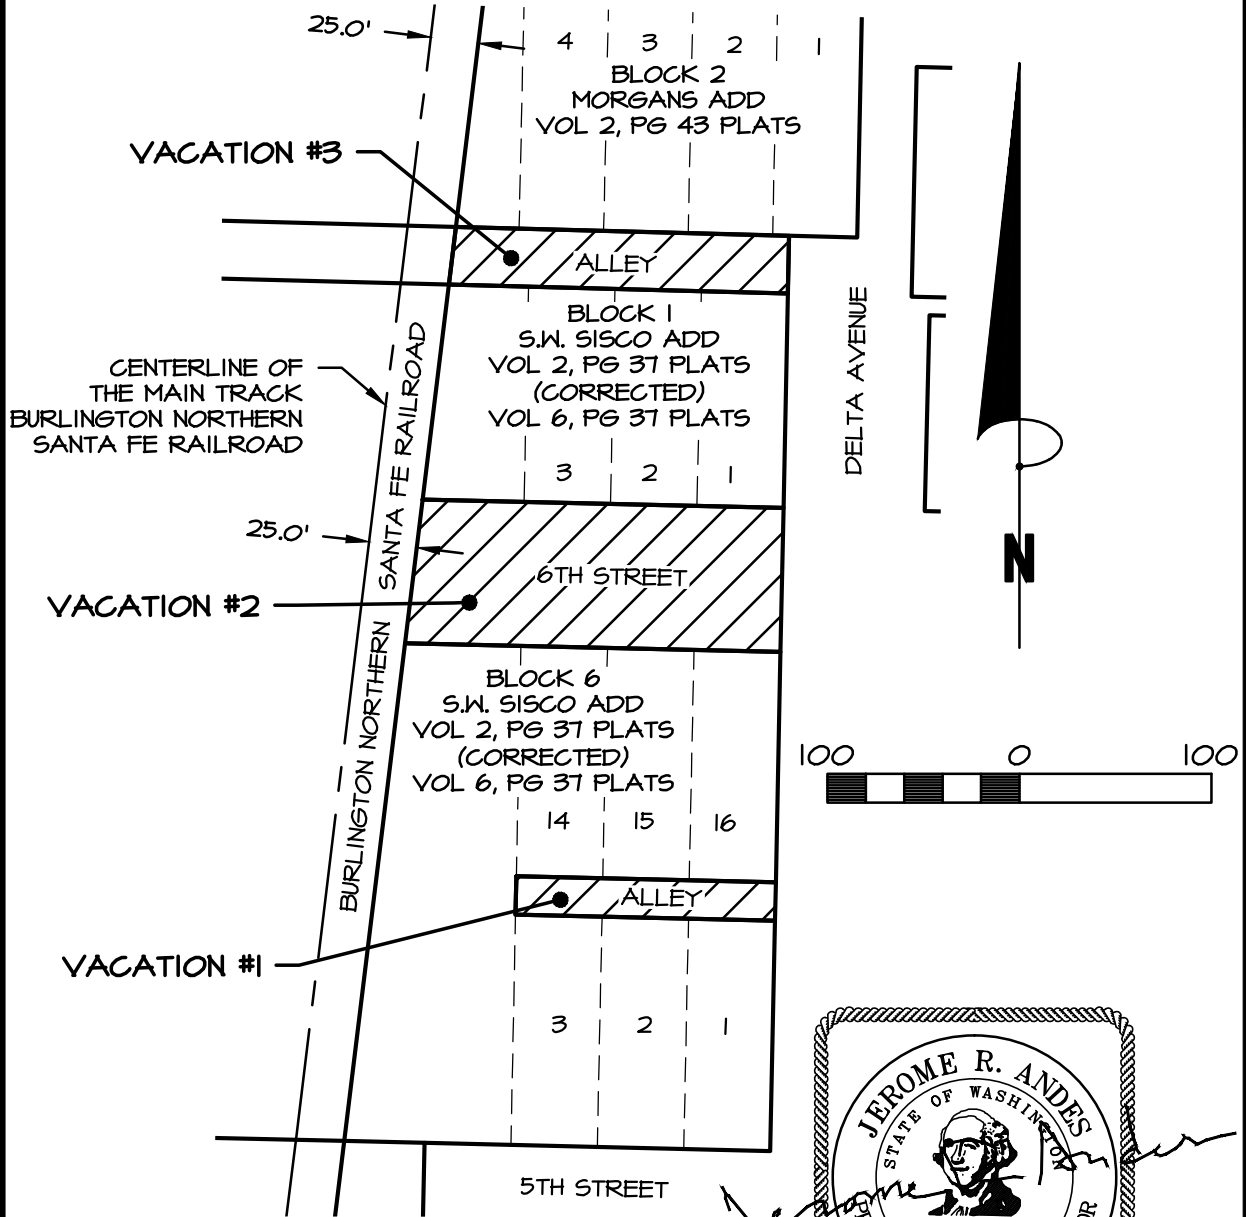 25.0'
4 3 2 1
BLOCK 2
MORGANS ADD
VOL 2, PG 43 PLATS
VACATION #3
ALLEY
BLOCK 1
S.W. SISCO ADD
VOL 2, PG 37 PLATS
(CORRECTED)
VOL 6, PG 37 PLATS
3 2 1
CENTERLINE OF
THE MAIN TRACK
BURLINGTON NORTHERN
SANTA FE RAILROAD
DELTA AVENUE
BURLINGTON NORTHERN SANTA FE RAILROAD
25.0'
6TH STREET
VACATION #2
N
BLOCK 6
S.W. SISCO ADD
VOL 2, PG 37 PLATS
(CORRECTED)
VOL 6, PG 37 PLATS
14 15 16
100 0 100
ALLEY
VACATION #1
3 2 1
5TH STREET
JEROME R. ANDES
STATE OF WASHINGTON